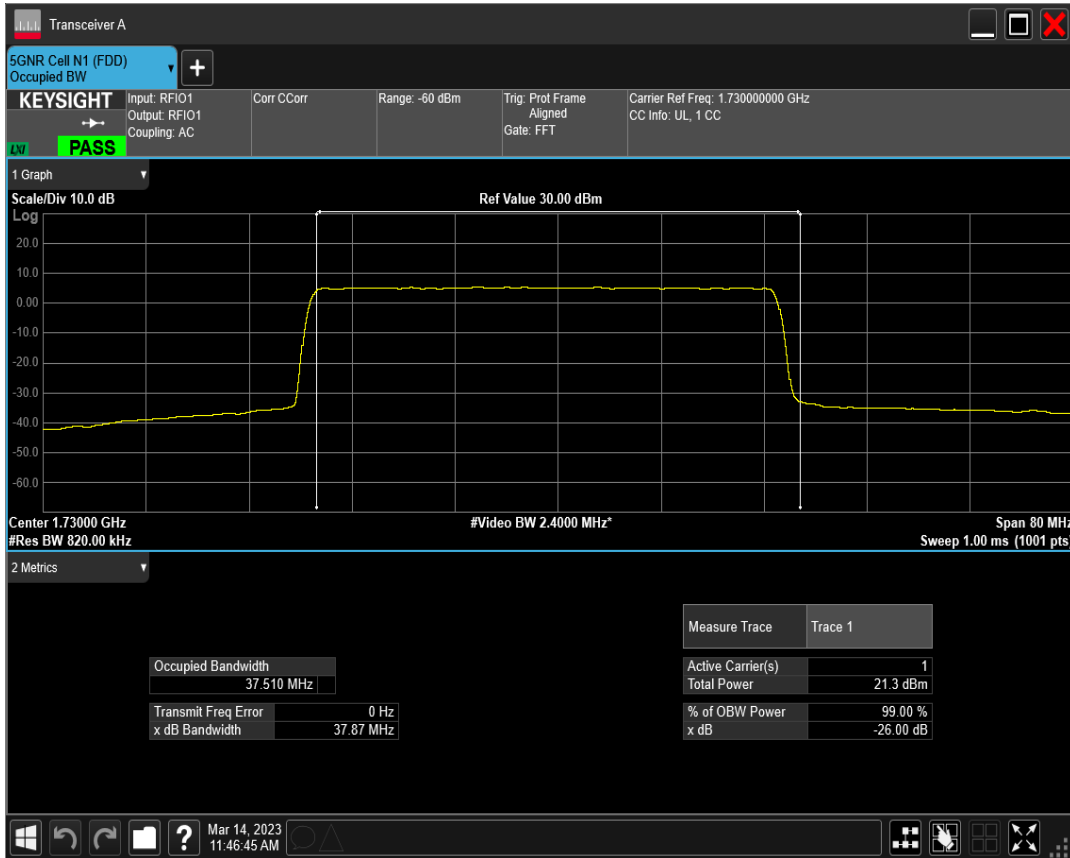 Transceiver A
5GNR Cell N1 (FDD)
Occupied BW
+
KEYSIGHT
LXI
PASS
Input: RFIO1
Output: RFIO1
Coupling: AC
Corr CCorr
Range: -60 dBm
Trig: Prot Frame
Aligned
Gate: FFT
Carrier Ref Freq: 1.730000000 GHz
CC Info: UL, 1 CC
1 Graph
Scale/Div 10.0 dB
Ref Value 30.00 dBm
Log
20.0
10.0
0.00
-10.0
-20.0
-30.0
-40.0
-50.0
-60.0
Center 1.73000 GHz
#Video BW 2.4000 MHz*
Span 80 MHz
#Res BW 820.00 kHz
Sweep 1.00 ms (1001 pts)
2 Metrics
Measure Trace Trace 1
Occupied Bandwidth
37.510 MHz
Active Carrier(s) 1
Total Power 21.3 dBm
Transmit Freq Error 0 Hz
x dB Bandwidth 37.87 MHz
% of OBW Power 99.00 %
x dB -26.00 dB
?
Mar 14, 2023
11:46:45 AM